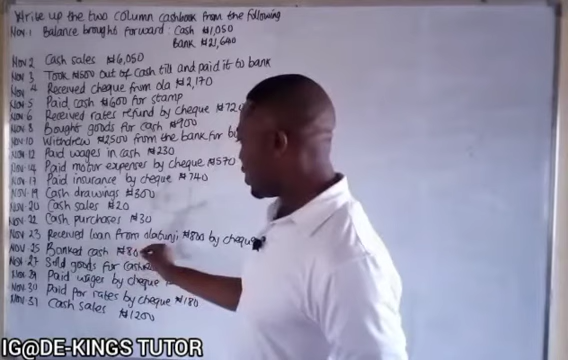 Write up the two column cashbook from the following
Nov. 1 Balance brought forward: Cash ₦1,050
Bank ₦21,640
Nov 2 Cash sales ₦6,050
Nov 3 Took ₦500 out of cash till and paid it to bank
Nov 4 Received cheque from ola ₦2,170
Nov 5 Paid cash ₦600 for stamp
Nov 6 Received rates refund by cheque ₦720
Nov 8 Bought goods for cash ₦900
Nov 10 Withdrew ₦2500 from the bank for
Nov 12 Paid wages in cash ₦230
Nov 14 Paid motor expenses by cheque ₦570
Nov 17 Paid insurance by cheque ₦740
Nov 19 Cash drawings ₦300
Nov 20 Cash sales ₦20
Nov 22 Cash purchases ₦30
Nov 23 Received loan from olatunji ₦800 by cheque
Nov 25 Banked cash
Nov 27 Sold goods for cash
Nov 29 Paid wages by cheque
Nov 30 Paid for rates by cheque ₦180
Nov 31 Cash sales ₦1200
IG@DE-KINGS TUTOR